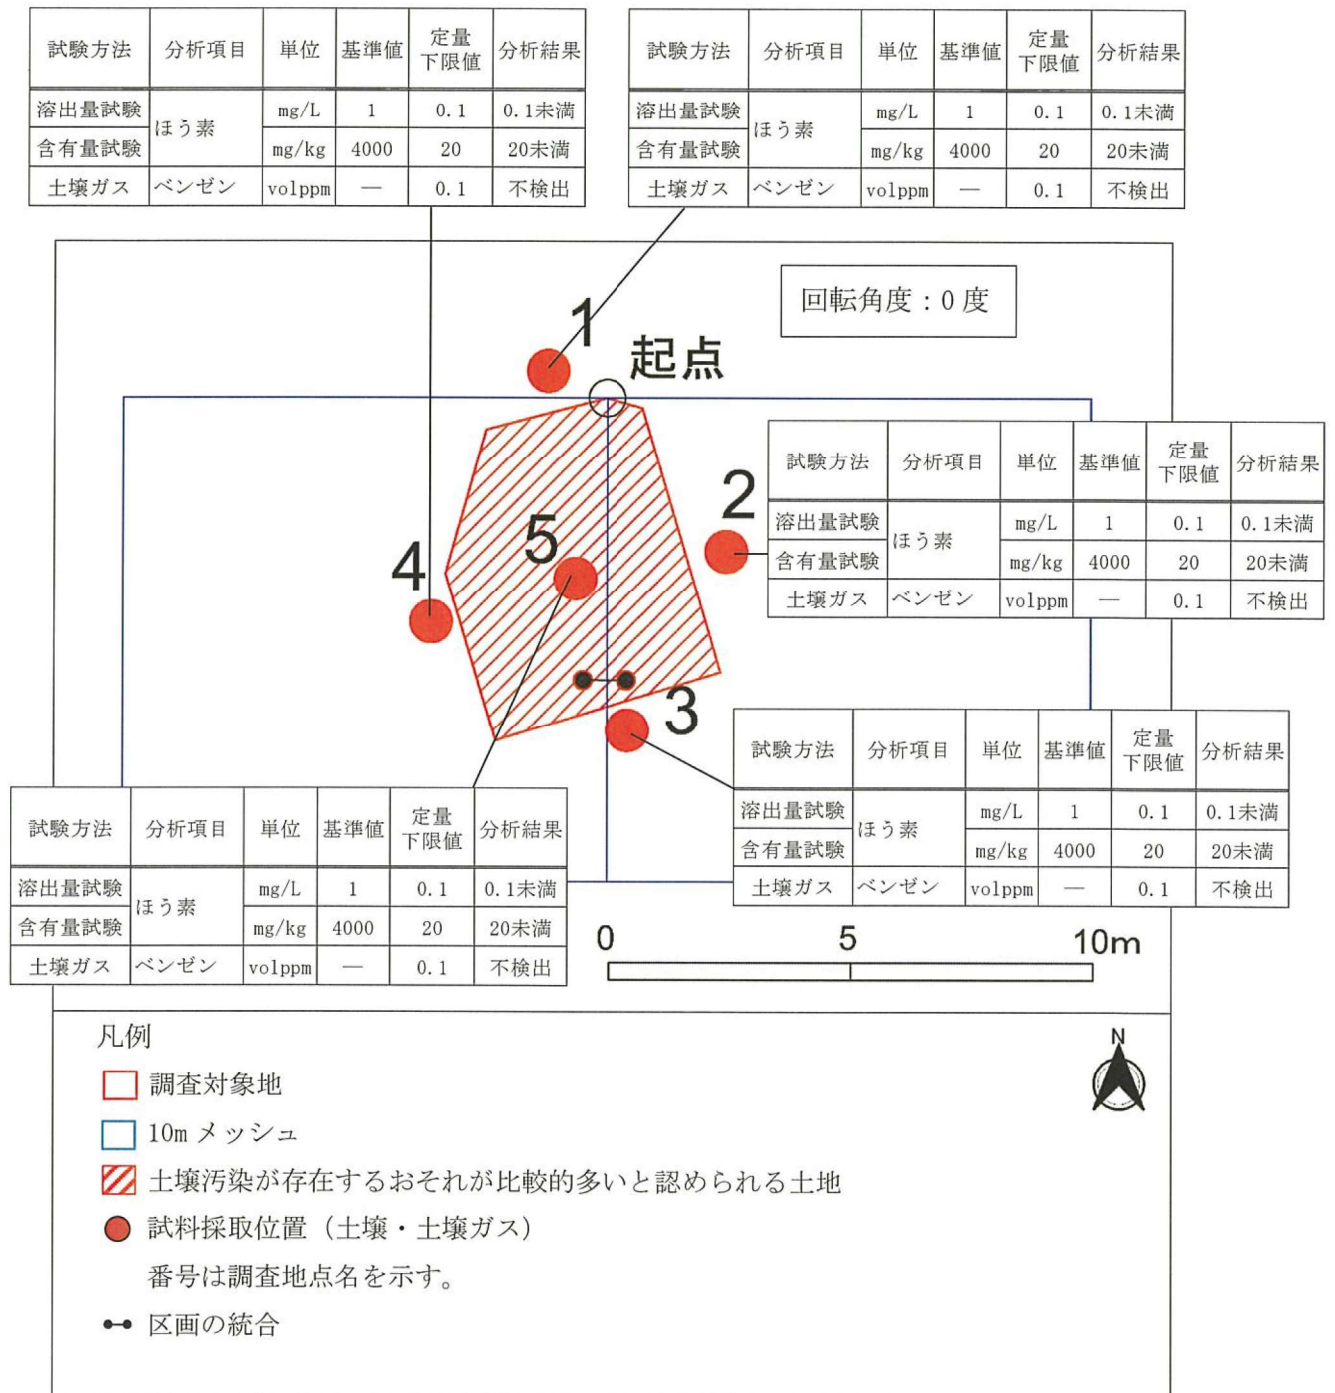 試験方法 分析項目 単位 基準値 定量下限値 分析結果
溶出量試験 ほう素 mg/L 1 0.1 0.1未満
含有量試験 mg/kg 4000 20 20未満
土壌ガス ベンゼン volppm — 0.1 不検出
試験方法 分析項目 単位 基準値 定量下限値 分析結果
溶出量試験 ほう素 mg/L 1 0.1 0.1未満
含有量試験 mg/kg 4000 20 20未満
土壌ガス ベンゼン volppm — 0.1 不検出
回転角度：0度
1
起点
試験方法 分析項目 単位 基準値 定量下限値 分析結果
溶出量試験 ほう素 mg/L 1 0.1 0.1未満
含有量試験 mg/kg 4000 20 20未満
土壌ガス ベンゼン volppm — 0.1 不検出
2
5
4
3
試験方法 分析項目 単位 基準値 定量下限値 分析結果
溶出量試験 ほう素 mg/L 1 0.1 0.1未満
含有量試験 mg/kg 4000 20 20未満
土壌ガス ベンゼン volppm — 0.1 不検出
試験方法 分析項目 単位 基準値 定量下限値 分析結果
溶出量試験 ほう素 mg/L 1 0.1 0.1未満
含有量試験 mg/kg 4000 20 20未満
土壌ガス ベンゼン volppm — 0.1 不検出
0 5 10m
凡例
N
調査対象地
10m メッシュ
土壌汚染が存在するおそれが比較的多いと認められる土地
試料採取位置（土壌・土壌ガス）
番号は調査地点名を示す。
区画の統合